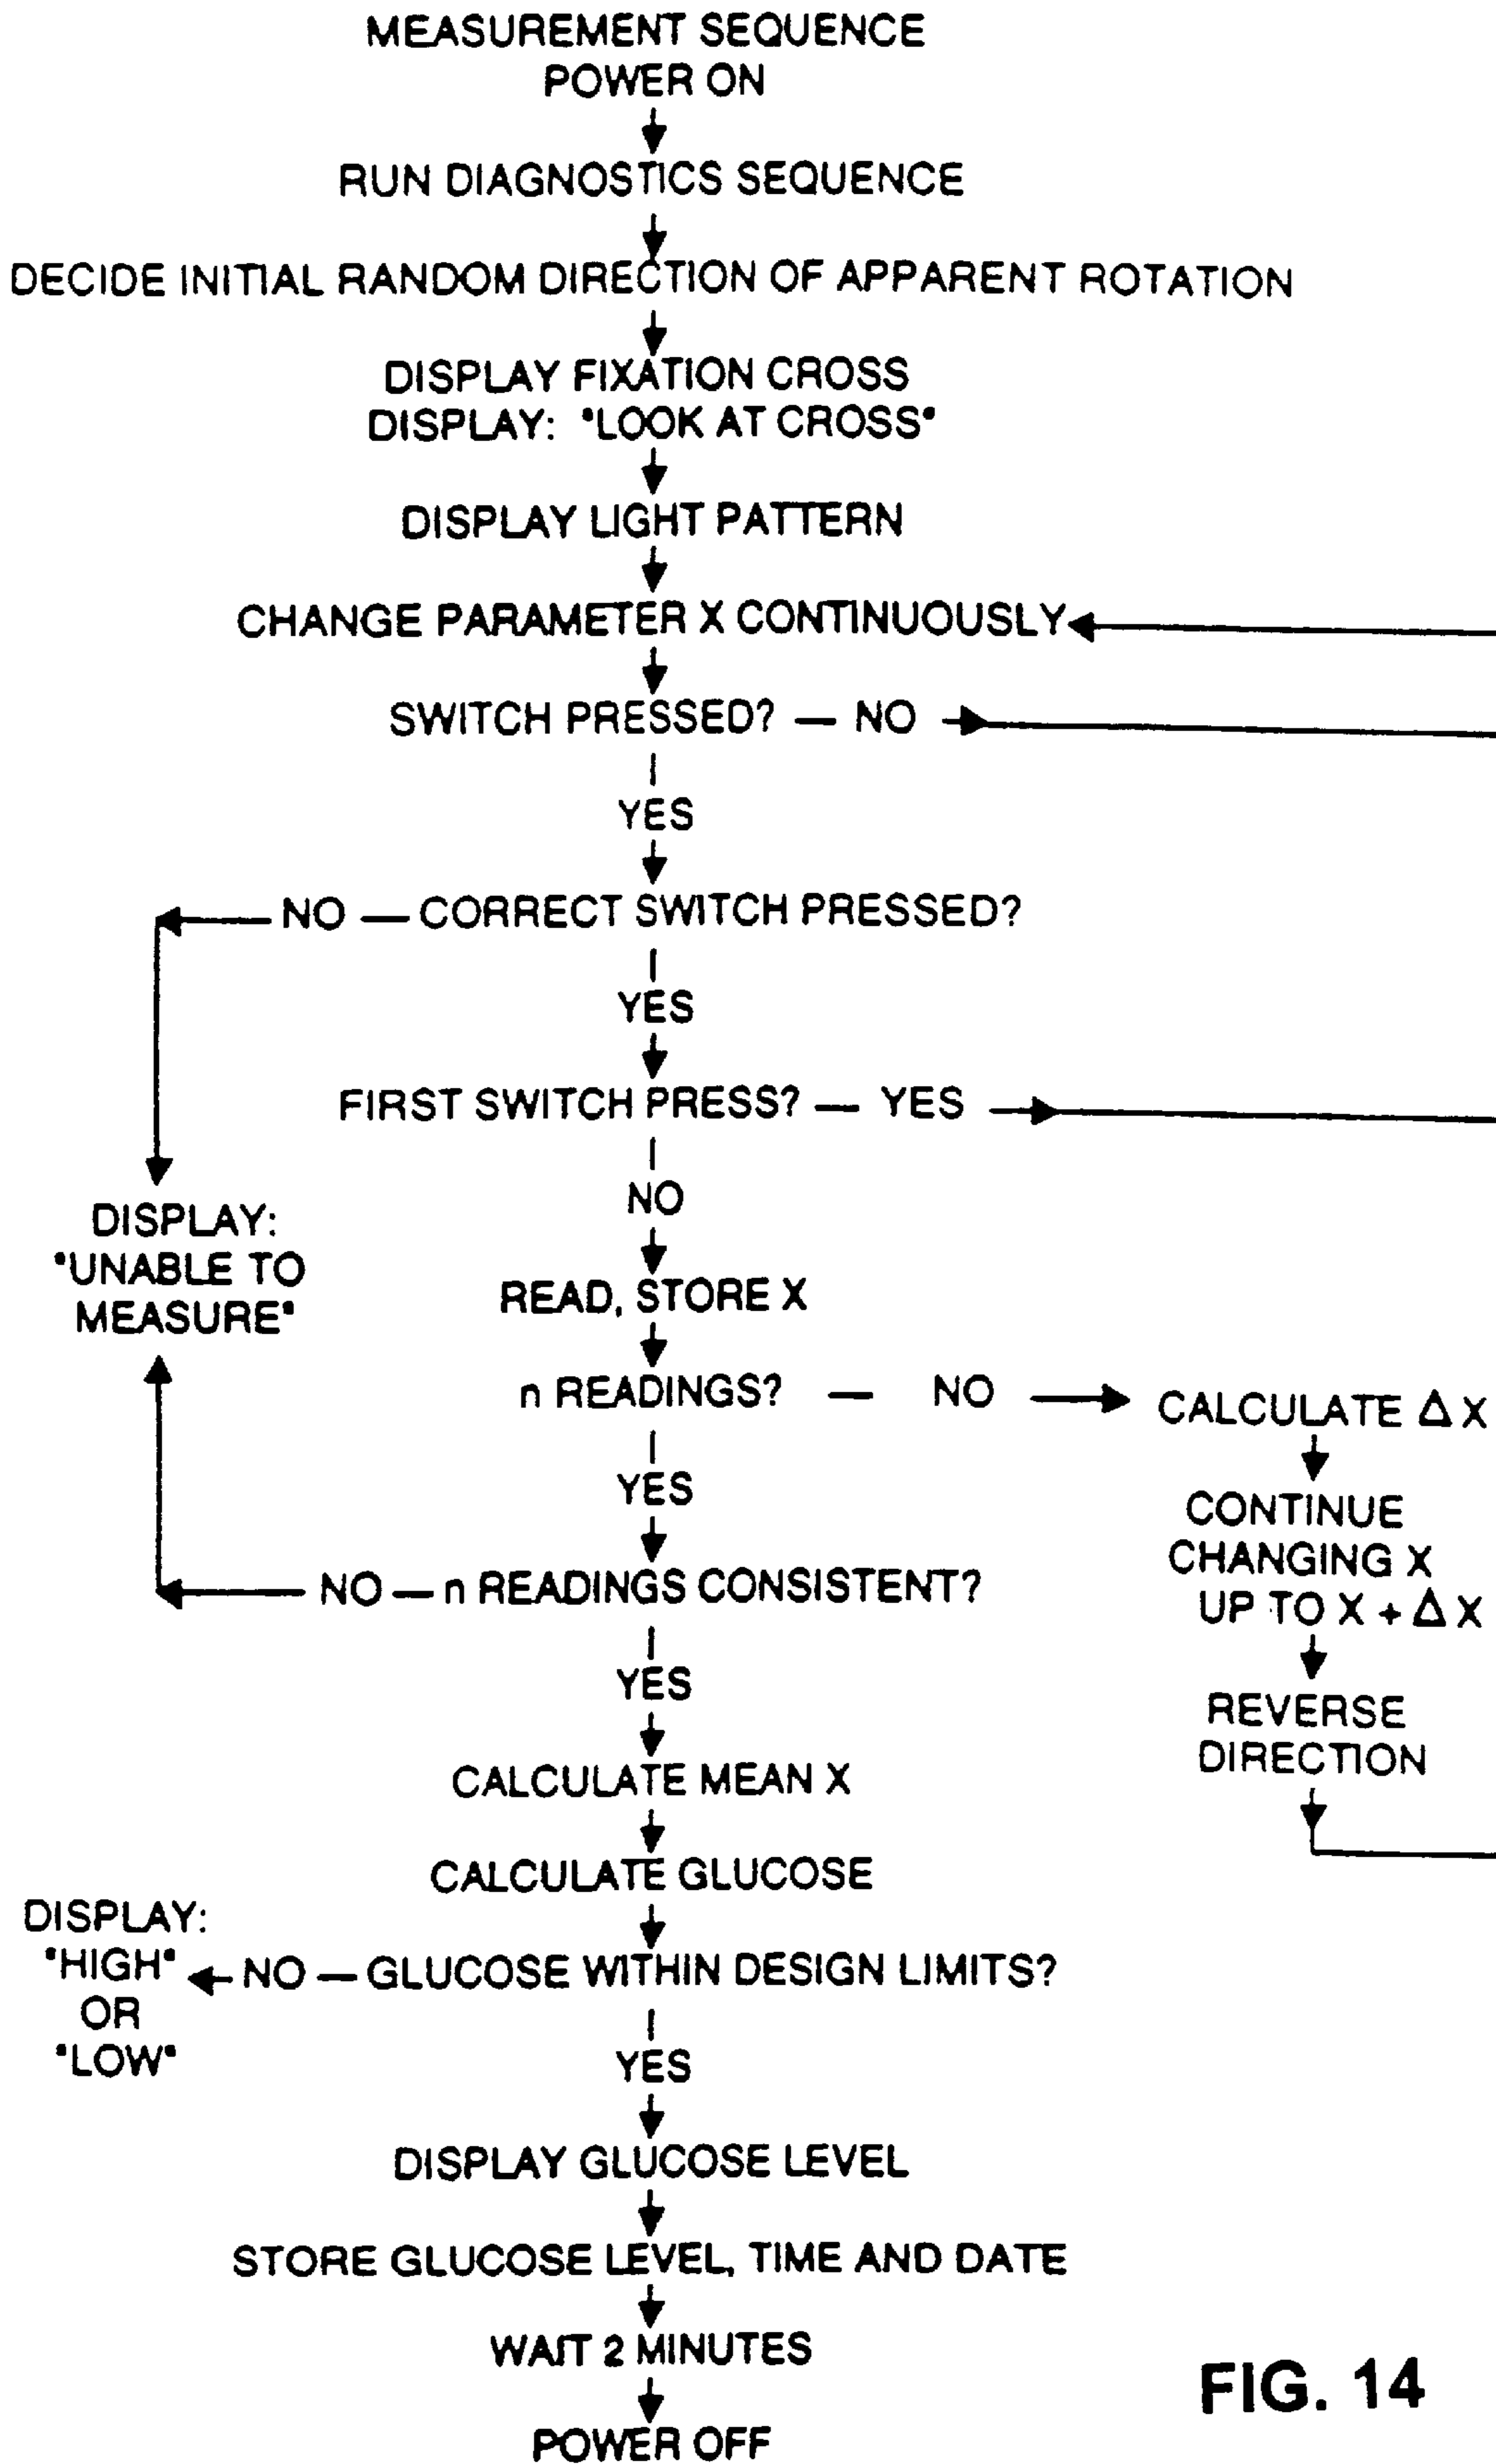 MEASUREMENT SEQUENCE
POWER ON
RUN DIAGNOSTICS SEQUENCE
DECIDE INITIAL RANDOM DIRECTION OF APPARENT ROTATION
DISPLAY FIXATION CROSS
DISPLAY: "LOOK AT CROSS"
DISPLAY LIGHT PATTERN
CHANGE PARAMETER X CONTINUOUSLY
SWITCH PRESSED? — NO
YES
NO — CORRECT SWITCH PRESSED?
YES
FIRST SWITCH PRESS? — YES
NO
DISPLAY:
"UNABLE TO
MEASURE"
READ, STORE X
n READINGS? — NO
CALCULATE Δ X
CONTINUE
CHANGING X
UP TO X + Δ X
REVERSE
DIRECTION
YES
NO — n READINGS CONSISTENT?
YES
CALCULATE MEAN X
CALCULATE GLUCOSE
DISPLAY:
"HIGH"
OR
"LOW"
NO — GLUCOSE WITHIN DESIGN LIMITS?
YES
DISPLAY GLUCOSE LEVEL
STORE GLUCOSE LEVEL, TIME AND DATE
WAIT 2 MINUTES
POWER OFF
FIG. 14